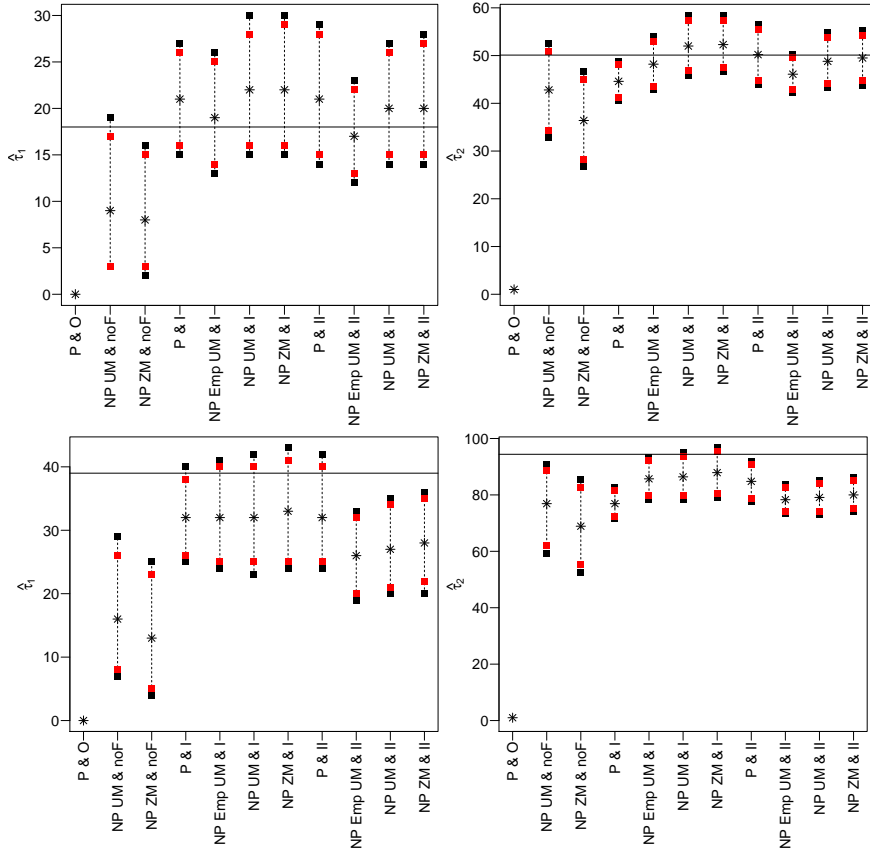 30
25
20
15
10
5
0
τ̂₁
P & O
NP UM & noF
NP ZM & noF
P & I
NP Emp UM & I
NP UM & I
NP ZM & I
P & II
NP Emp UM & II
NP UM & II
NP ZM & II
60
50
40
30
20
10
0
τ̂₂
P & O
NP UM & noF
NP ZM & noF
P & I
NP Emp UM & I
NP UM & I
NP ZM & I
P & II
NP Emp UM & II
NP UM & II
NP ZM & II
40
30
20
10
0
τ̂₁
P & O
NP UM & noF
NP ZM & noF
P & I
NP Emp UM & I
NP UM & I
NP ZM & I
P & II
NP Emp UM & II
NP UM & II
NP ZM & II
100
80
60
40
20
0
τ̂₂
P & O
NP UM & noF
NP ZM & noF
P & I
NP Emp UM & I
NP UM & I
NP ZM & I
P & II
NP Emp UM & II
NP UM & II
NP ZM & II